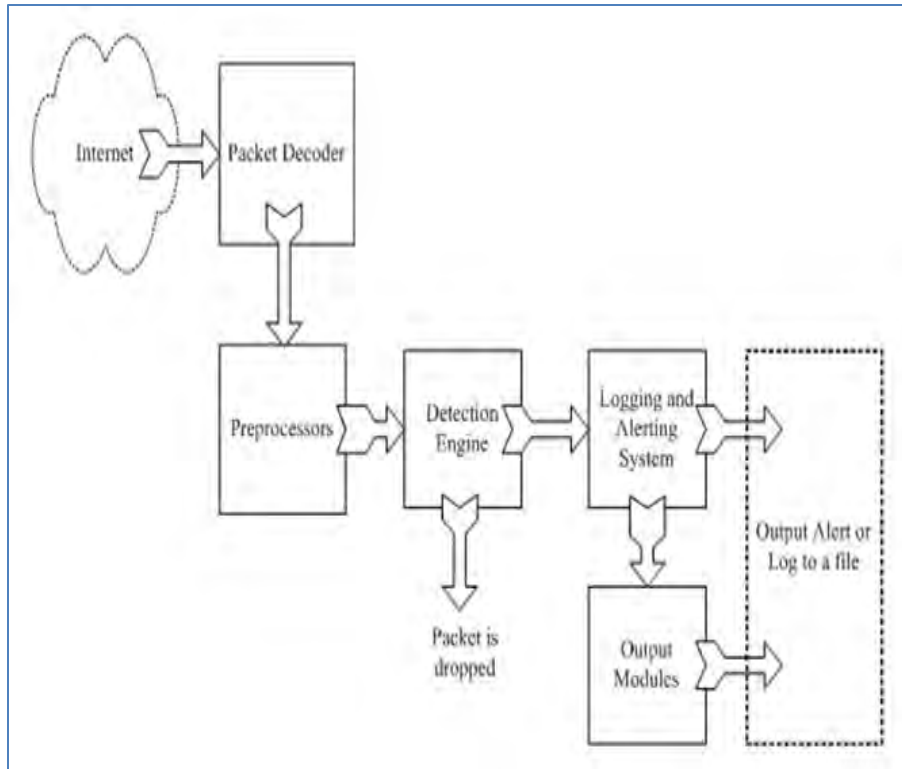 Internet
Packet Decoder
Preprocessors
Detection
Engine
Logging and
Alerting
System
Packet is
dropped
Output
Modules
Output Alert or
Log to a file